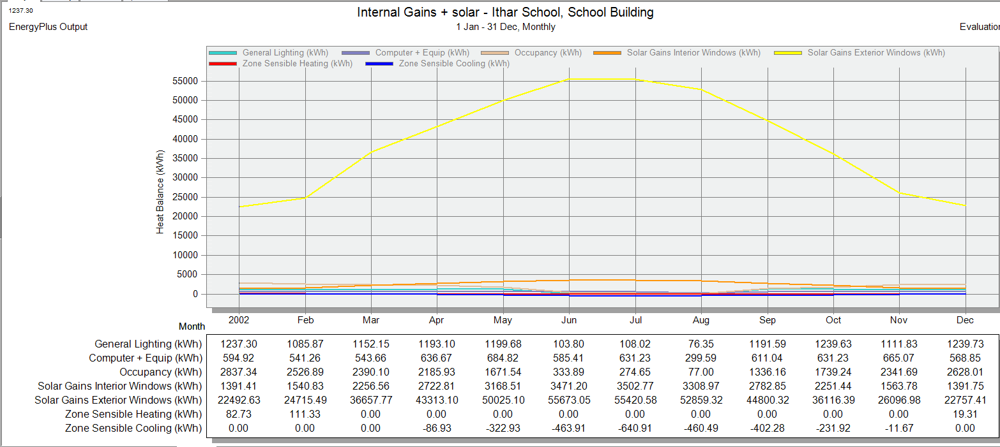 1237.30
Internal Gains + solar - Ithar School, School Building
EnergyPlus Output
1 Jan - 31 Dec, Monthly
Evaluation
General Lighting (kWh) Computer + Equip (kWh) Occupancy (kWh) Solar Gains Interior Windows (kWh) Solar Gains Exterior Windows (kWh)
Zone Sensible Heating (kWh) Zone Sensible Cooling (kWh)
55000
50000
45000
40000
35000
30000
25000
20000
15000
10000
5000
0
Heat Balance (kWh)
2002 Feb Mar Apr May Jun Jul Aug Sep Oct Nov Dec
Month
General Lighting (kWh) 1237.30 1085.87 1152.15 1193.10 1199.68 103.80 108.02 76.35 1191.59 1239.63 1111.83 1239.73
Computer + Equip (kWh) 594.92 541.26 543.66 636.67 684.82 585.41 631.23 299.59 611.04 631.23 665.07 568.85
Occupancy (kWh) 2837.34 2526.89 2390.10 2185.93 1671.54 333.89 274.65 77.00 1336.16 1739.24 2341.69 2628.01
Solar Gains Interior Windows (kWh) 1391.41 1540.83 2256.56 2722.81 3168.51 3471.20 3502.77 3308.97 2782.85 2251.44 1563.78 1391.75
Solar Gains Exterior Windows (kWh) 22492.63 24715.49 36657.77 43313.10 50025.10 55673.05 55420.58 52859.32 44800.32 36116.39 26096.98 22757.41
Zone Sensible Heating (kWh) 82.73 111.33 0.00 0.00 0.00 0.00 0.00 0.00 0.00 0.00 0.00 19.31
Zone Sensible Cooling (kWh) 0.00 0.00 0.00 -86.93 -322.93 -463.91 -640.91 -460.49 -402.28 -231.92 -11.67 0.00